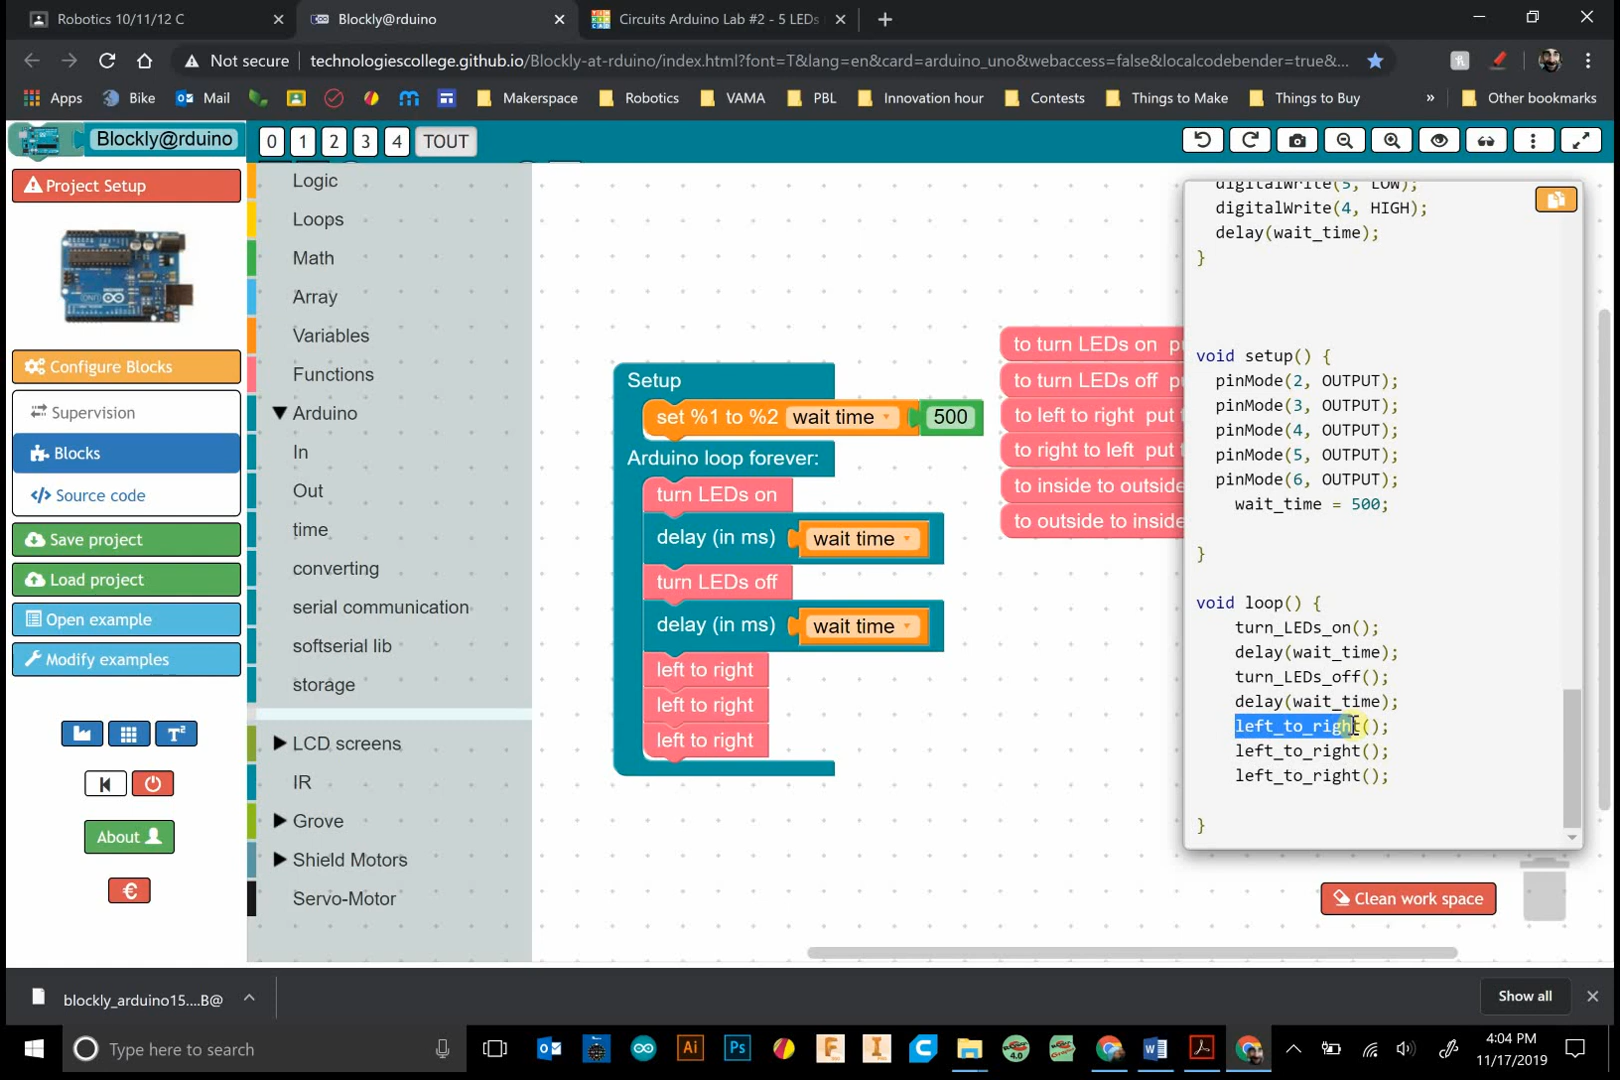 Robotics 10/11/12 C
Blockly@rduino
Circuits Arduino Lab #2 - 5 LEDs
Not secure
technologiescollege.github.io/Blockly-at-rduino/index.html?font=T&lang=en&card=arduino_uno&webaccess=false&localcodebender=true&...
Apps
Bike
Mail
Makerspace
Robotics
VAMA
PBL
Innovation hour
Contests
Things to Make
Things to Buy
»
Other bookmarks
Blockly@rduino
0
1
2
3
4
TOUT
Project Setup
Configure Blocks
Supervision
Blocks
Source code
Save project
Load project
Open example
Modify examples
About
Logic
Loops
Math
Array
Variables
Functions
Arduino
In
Out
time
converting
serial communication
softserial lib
storage
LCD screens
IR
Grove
Shield Motors
Servo-Motor
Setup
set %1 to %2 wait time 500
Arduino loop forever:
turn LEDs on
delay (in ms) wait time
turn LEDs off
delay (in ms) wait time
left to right
left to right
left to right
to turn LEDs on
to turn LEDs off
to left to right put
to right to left put
to inside to outside
to outside to inside
digitalWrite(5, LOW);
digitalWrite(4, HIGH);
delay(wait_time);
}
void setup() {
pinMode(2, OUTPUT);
pinMode(3, OUTPUT);
pinMode(4, OUTPUT);
pinMode(5, OUTPUT);
pinMode(6, OUTPUT);
wait_time = 500;
}
void loop() {
turn_LEDs_on();
delay(wait_time);
turn_LEDs_off();
delay(wait_time);
left_to_right();
left_to_right();
left_to_right();
}
Clean work space
blockly_arduino15....B@
Show all
Type here to search
4:04 PM
11/17/2019